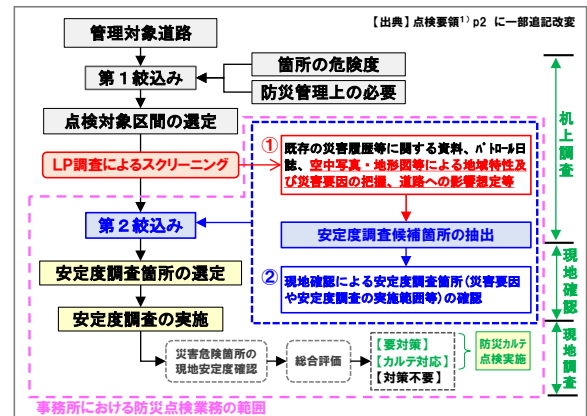 【出典】点検要領1) p2 に一部追記改変
管理対象道路
第1絞込み
箇所の危険度
防災管理上の必要
点検対象区間の選定
LP調査によるスクリーニング
① 既存の災害履歴等に関する資料、パトロール日
誌、空中写真・地形図等による地域特性及
び災害要因の把握、道路への影響想定等
第2絞込み
安定度調査候補箇所の抽出
安定度調査箇所の選定
② 現地確認による安定度調査箇所(災害要因
や安定度調査の実施範囲等)の確認
安定度調査の実施
災害危険箇所の
現地安定度確認
総合評価
【要対策】
【カルテ対応】
【対策不要】
防災カルテ
点検実施
事務所における防災点検業務の範囲
机上調査
現地確認
現地調査